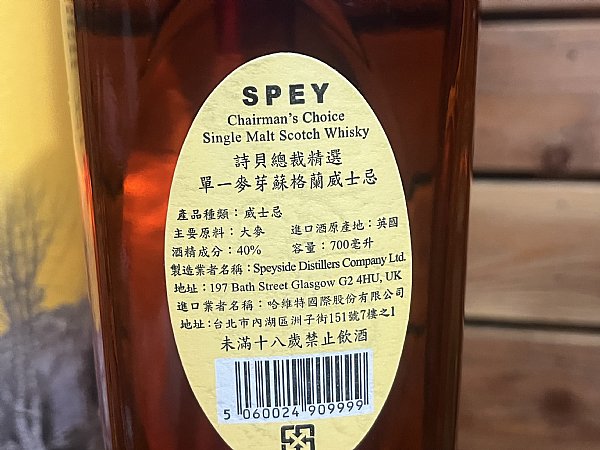 SPEY
Chairman's Choice
Single Malt Scotch Whisky
詩貝總裁精選
單一麥芽蘇格蘭威士忌
產品種類：威士忌
主要原料：大麥 進口酒原產地：英國
酒精成分：40% 容量：700毫升
製造業者名稱：Speyside Distillers Company Ltd.
地址：197 Bath Street Glasgow G2 4HU, UK
進口業者名稱：哈維特國際股份有限公司
地址:台北市內湖區洲子街151號7樓之1
未滿十八歲禁止飲酒
5 060024 909999